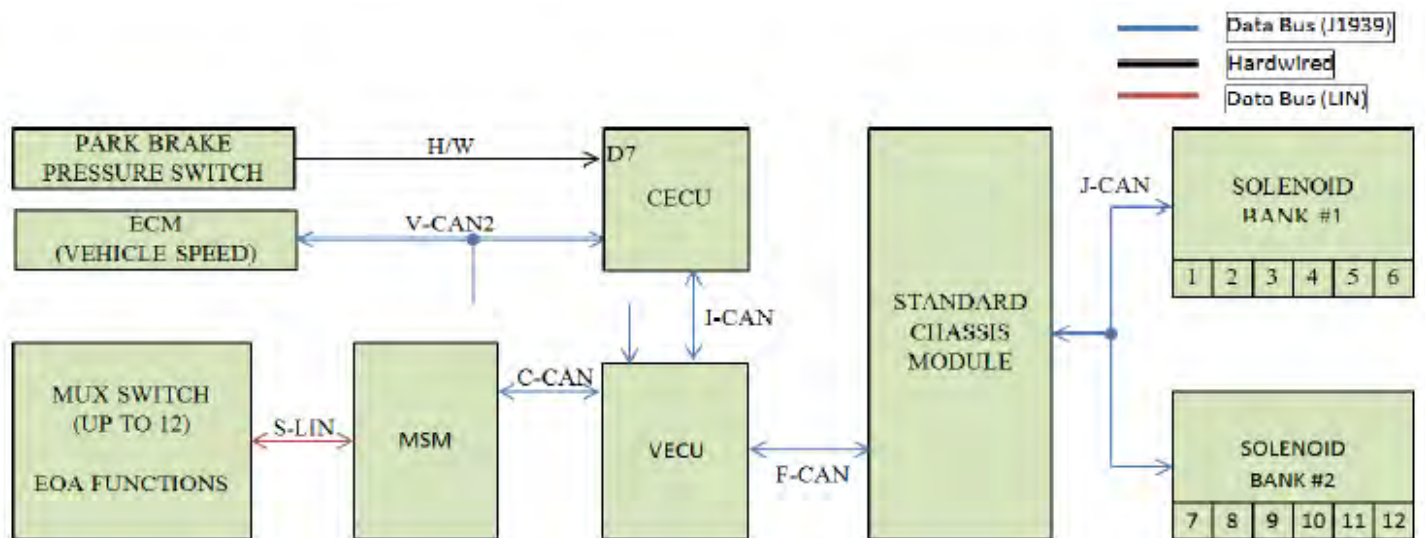 Data Bus (J1939)
Hardwired
Data Bus (LIN)
PARK BRAKE
PRESSURE SWITCH
H/W
D7
CECU
ECM
(VEHICLE SPEED)
V-CAN2
I-CAN
MUX SWITCH
(UP TO 12)
EOA FUNCTIONS
S-LIN
MSM
C-CAN
VECU
F-CAN
STANDARD
CHASSIS
MODULE
J-CAN
SOLENOID
BANK #1
1 2 3 4 5 6
SOLENOID
BANK #2
7 8 9 10 11 12